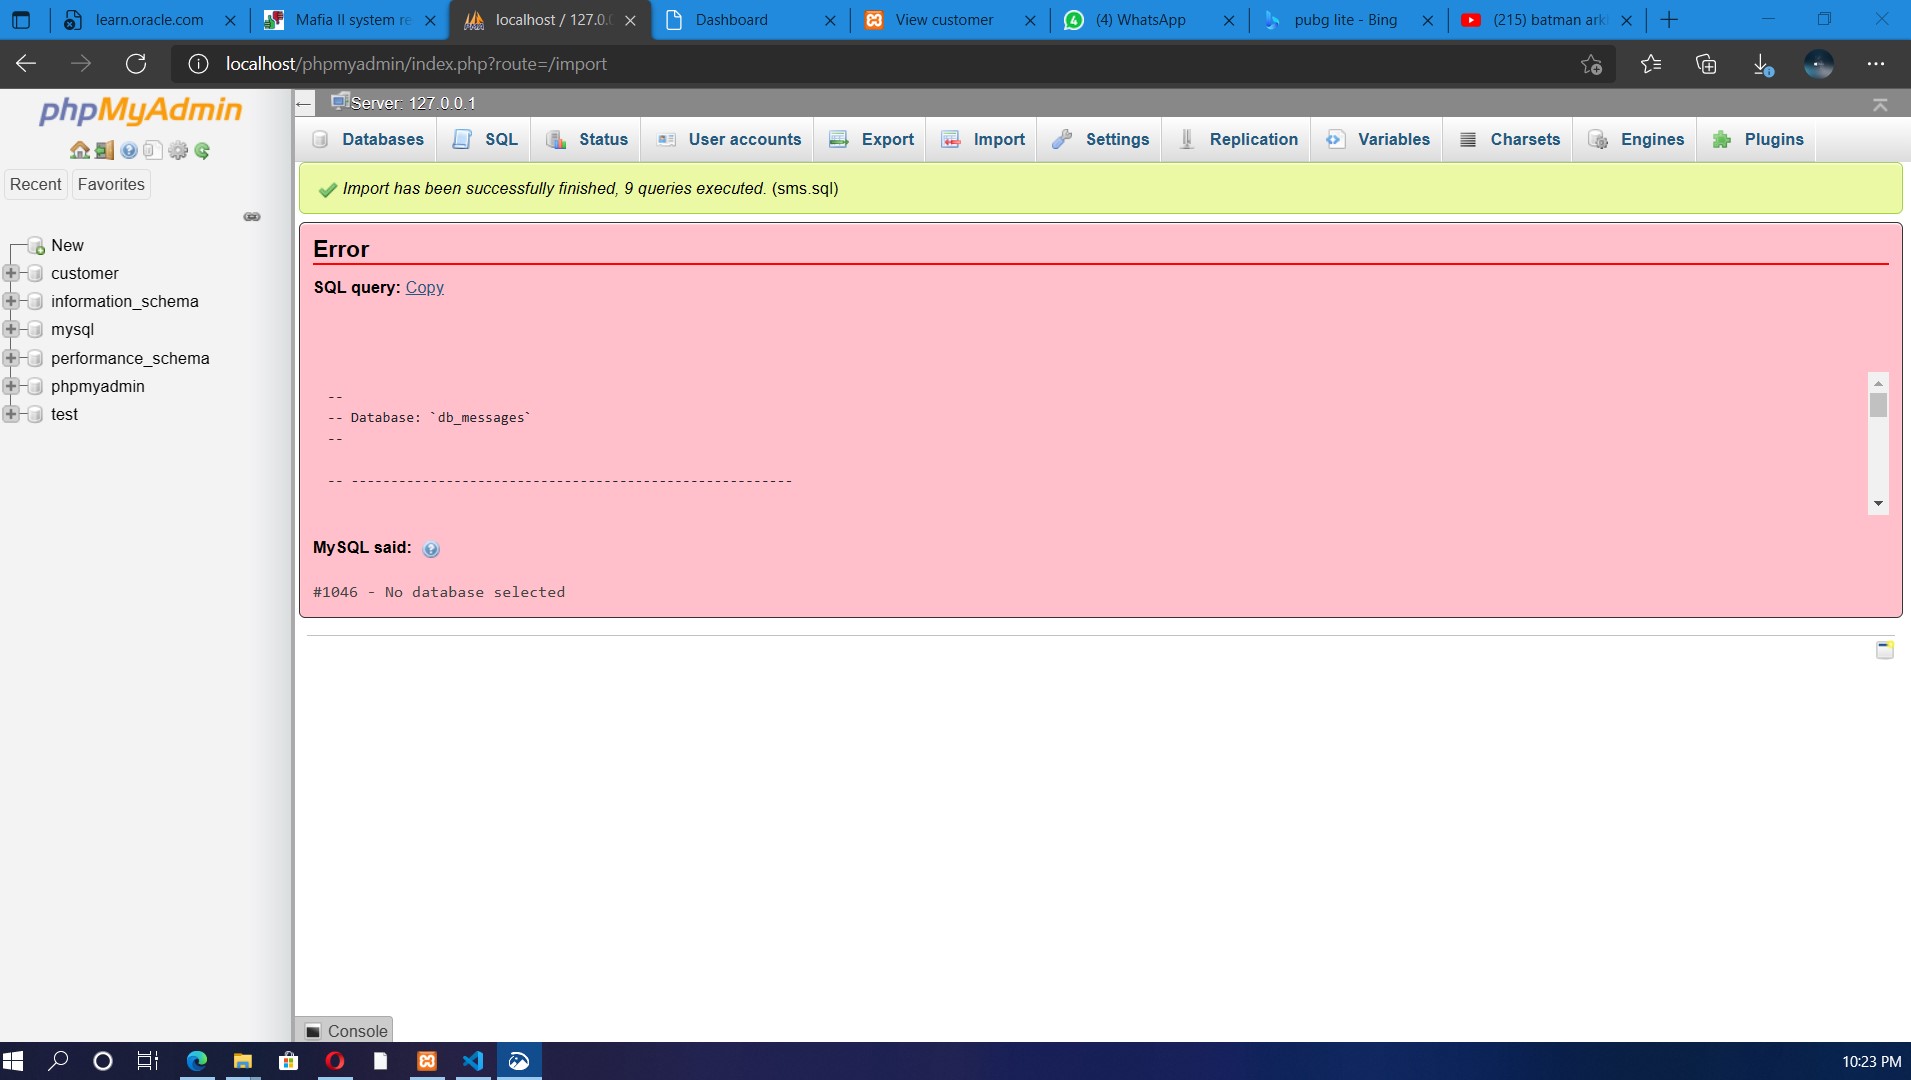 learn.oracle.com
Mafia II system re
localhost / 127.0.0
Dashboard
View customer
(4) WhatsApp
pubg lite - Bing
(215) batman ark
localhost/phpmyadmin/index.php?route=/import
phpMyAdmin
Recent
Favorites
New
customer
information_schema
mysql
performance_schema
phpmyadmin
test
Server: 127.0.0.1
Databases
SQL
Status
User accounts
Export
Import
Settings
Replication
Variables
Charsets
Engines
Plugins
Import has been successfully finished, 9 queries executed. (sms.sql)
Error
SQL query: Copy
--
-- Database: `db_messages`
--
-- --------------------------------------------------------
MySQL said:
#1046 - No database selected
Console
10:23 PM